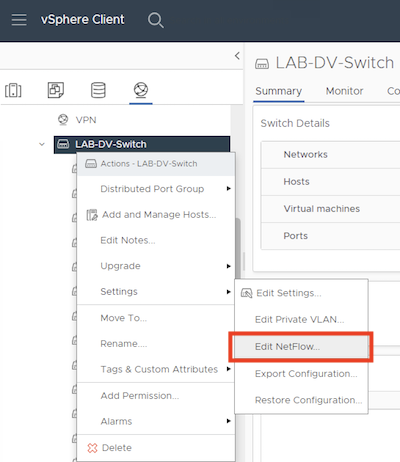 vSphere Client
VPN
LAB-DV-Switch
Actions - LAB-DV-Switch
Distributed Port Group
Add and Manage Hosts...
Edit Notes...
Upgrade
Settings
Move To...
Rename....
Tags & Custom Attributes
Add Permission...
Alarms
Delete
Edit Settings...
Edit Private VLAN...
Edit NetFlow...
Export Configuration...
Restore Configuration...
LAB-DV-Switch
Summary Monitor Co
Switch Details
Networks
Hosts
Virtual machines
Ports